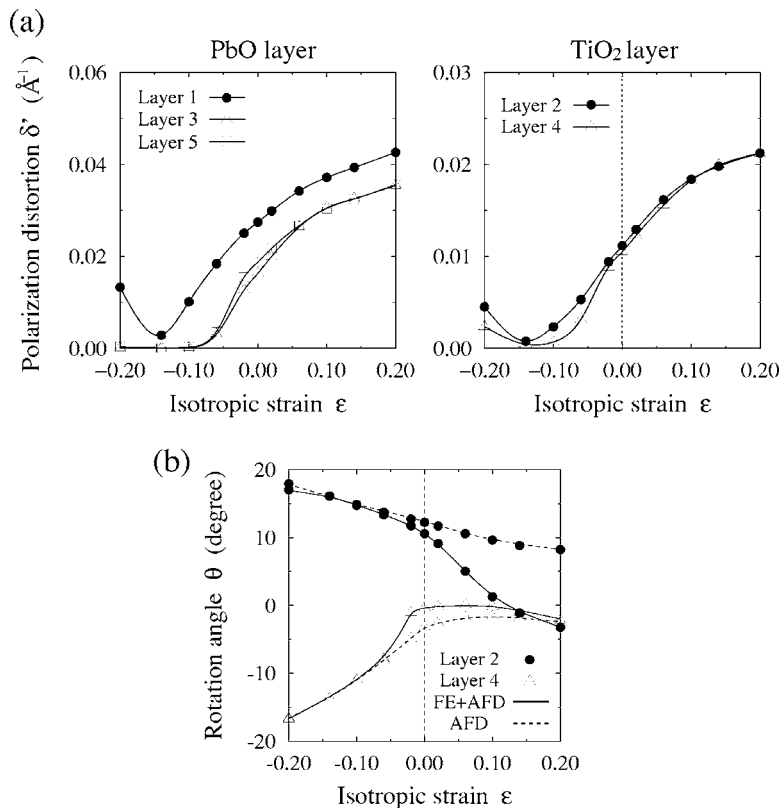 (a)
PbO layer
TiO₂ layer
Polarization distortion δ' (Å⁻¹)
0.06
0.04
0.02
0.00
Layer 1
Layer 3
Layer 5
−0.20 −0.10 0.00 0.10 0.20
Isotropic strain ε
0.03
0.02
0.01
0.00
Layer 2
Layer 4
−0.20 −0.10 0.00 0.10 0.20
Isotropic strain ε
(b)
Rotation angle θ (degree)
20
10
0
-10
-20
Layer 2
Layer 4
FE+AFD
AFD
-0.20 -0.10 0.00 0.10 0.20
Isotropic strain ε